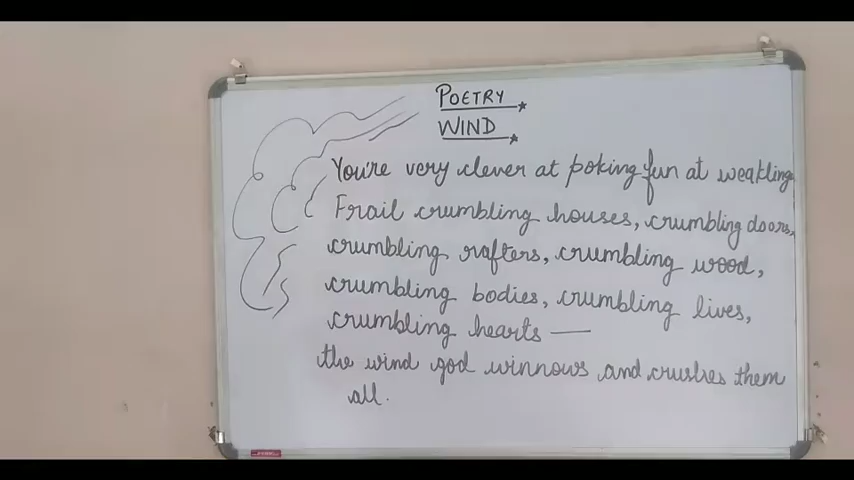 POETRY
WIND
You're very clever at poking fun at weakling
Frail crumbling houses, crumbling doors,
crumbling rafters, crumbling wood,
crumbling bodies, crumbling lives,
crumbling hearts —
the wind god winnows and crushes them
all.